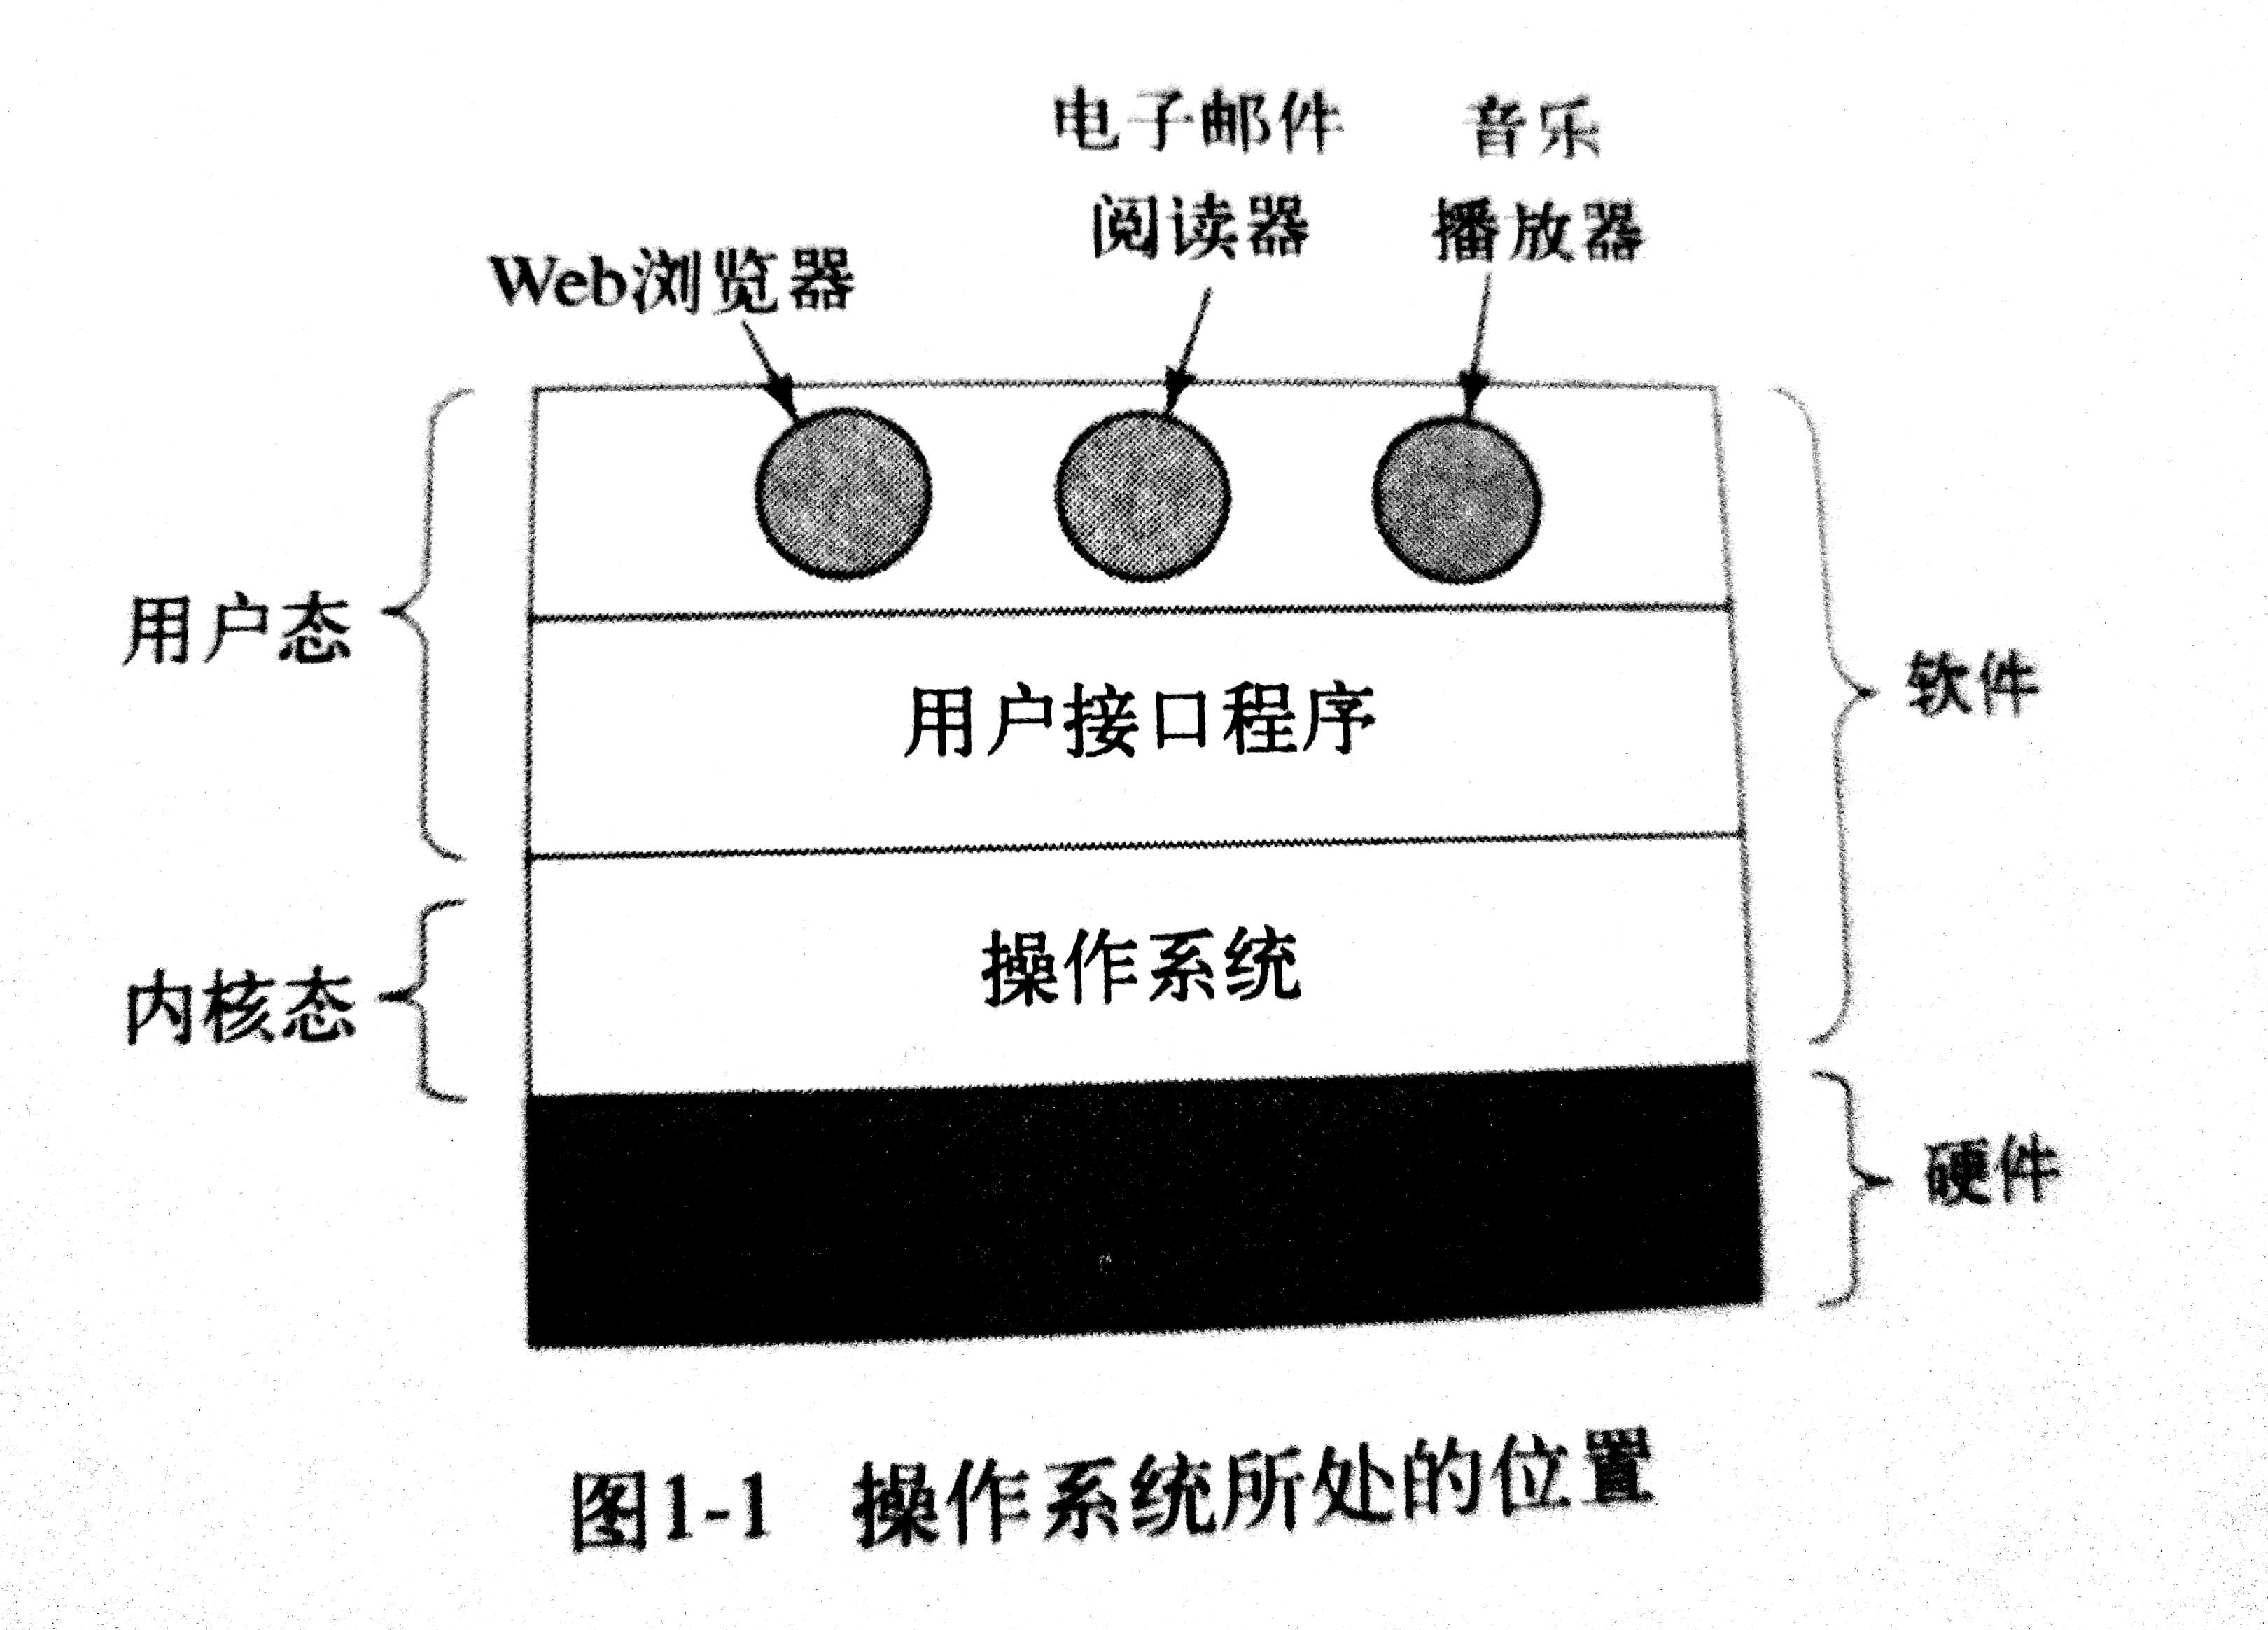 电子邮件
阅读器
音乐
播放器
Web浏览器
用户态
用户接口程序
软件
操作系统
内核态
硬件
图1-1 操作系统所处的位置